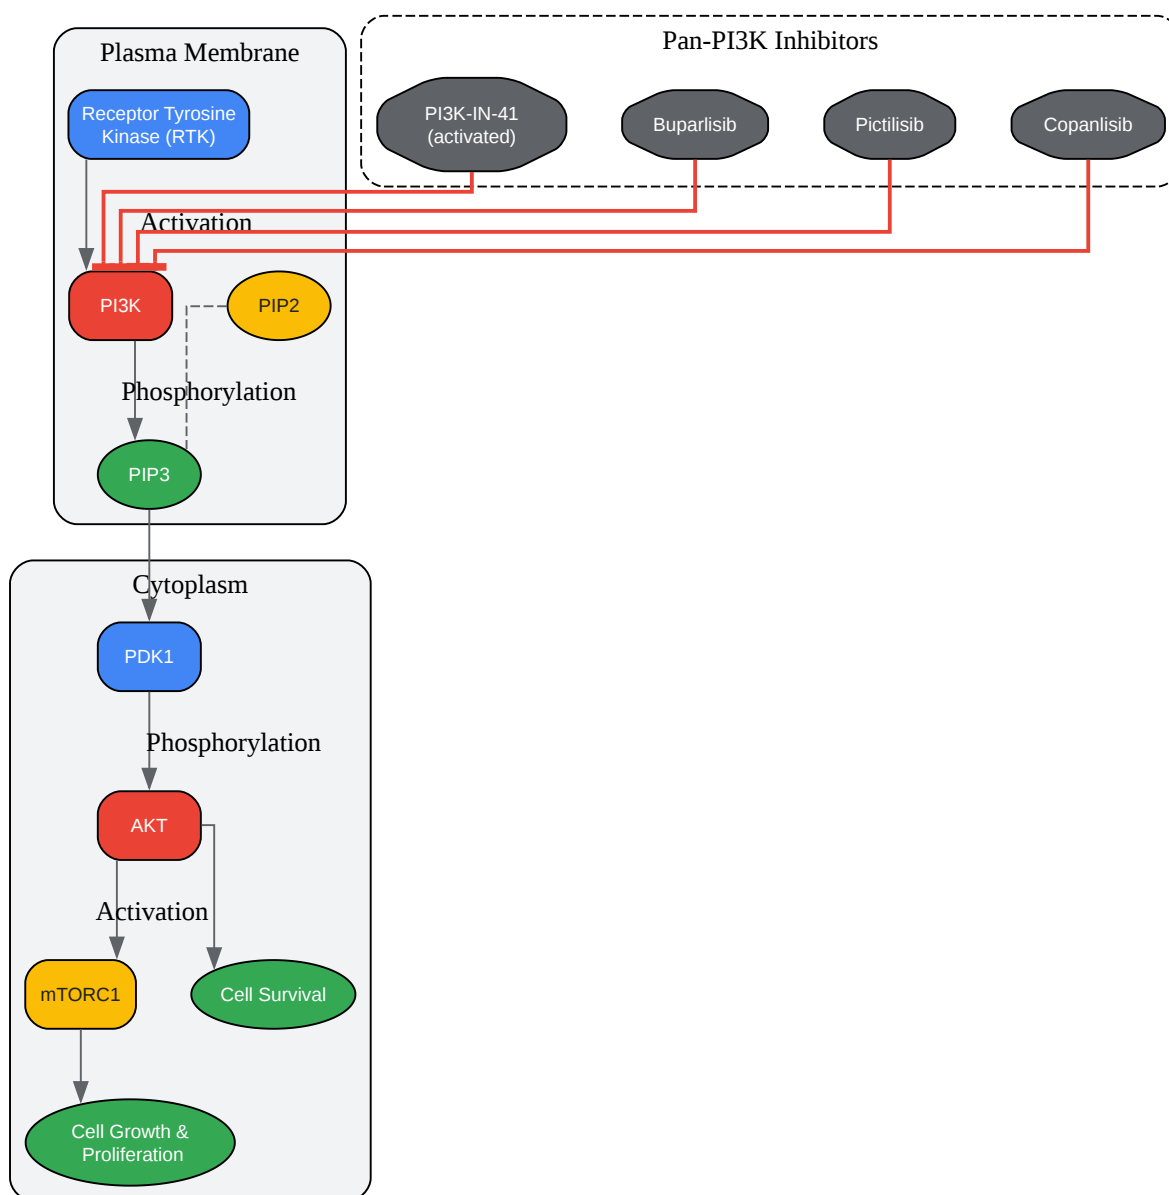 Plasma Membrane
Pan-PI3K Inhibitors
Receptor Tyrosine
Kinase (RTK)
PI3K-IN-41
(activated)
Buparlisib
Pictilisib
Copanlisib
Activation
PI3K
PIP2
Phosphorylation
PIP3
Cytoplasm
PDK1
Phosphorylation
AKT
Activation
mTORC1
Cell Survival
Cell Growth &
Proliferation